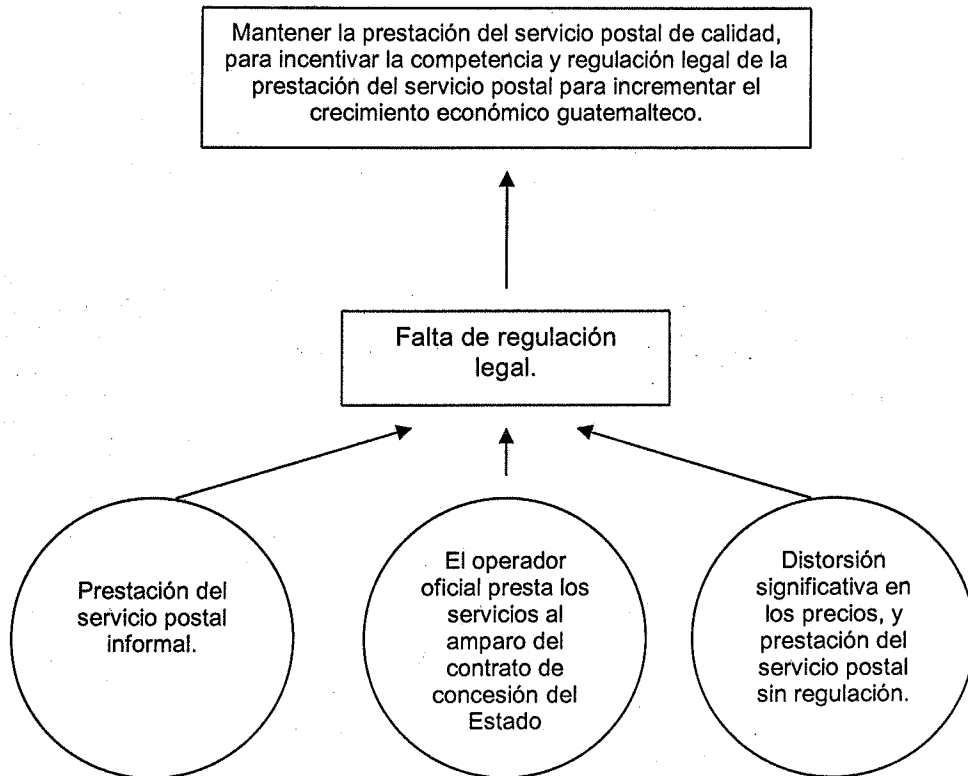 Mantener la prestación del servicio postal de calidad,
para incentivar la competencia y regulación legal de la
prestación del servicio postal para incrementar el
crecimiento económico guatemalteco.
Falta de regulación
legal.
Prestación del
servicio postal
informal.
El operador
oficial presta los
servicios al
amparo del
contrato de
concesión del
Estado
Distorsión
significativa en
los precios, y
prestación del
servicio postal
sin regulación.